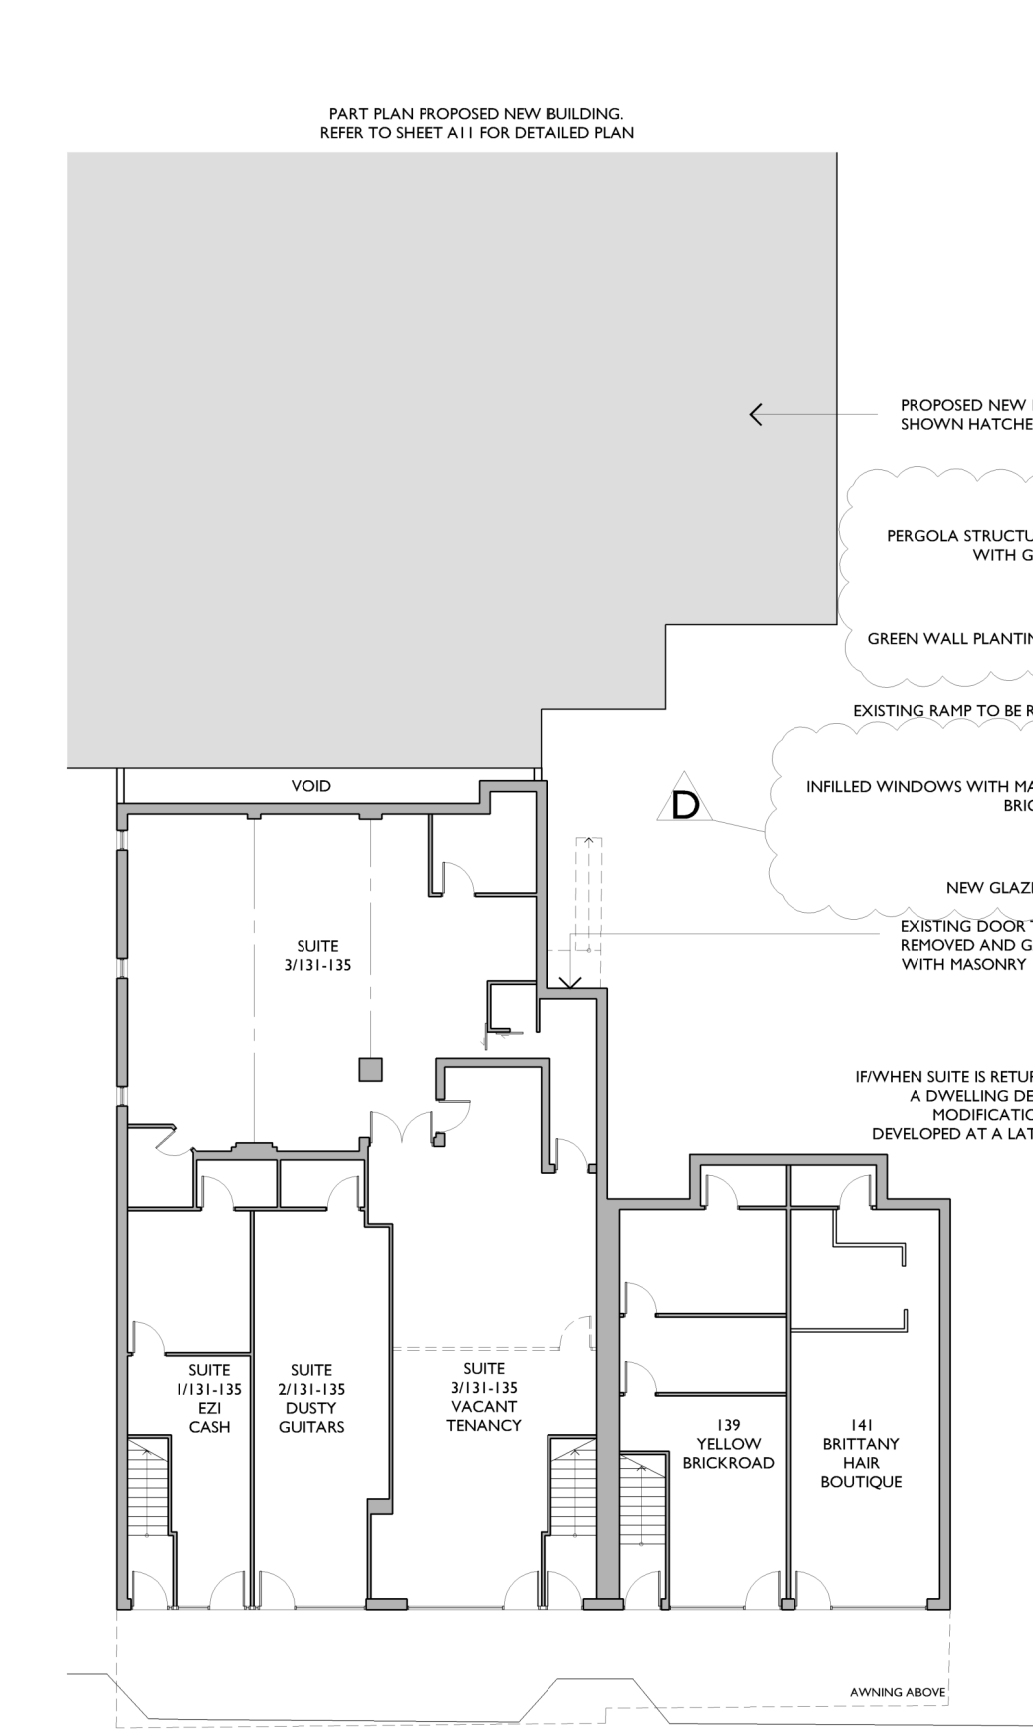 PART PLAN PROPOSED NEW BUILDING.
REFER TO SHEET A11 FOR DETAILED PLAN
PROPOSED NEW
SHOWN HATCHE
PERGOLA STRUCTU
WITH G
GREEN WALL PLANTIN
EXISTING RAMP TO BE R
VOID
D
INFILLED WINDOWS WITH MA
BRIC
NEW GLAZI
EXISTING DOOR T
REMOVED AND G
WITH MASONRY
SUITE
3/131-135
IF/WHEN SUITE IS RETUR
A DWELLING DE
MODIFICATIO
DEVELOPED AT A LAT
SUITE
1/131-135
EZI
CASH
SUITE
2/131-135
DUSTY
GUITARS
SUITE
3/131-135
VACANT
TENANCY
139
YELLOW
BRICKROAD
141
BRITTANY
HAIR
BOUTIQUE
AWNING ABOVE